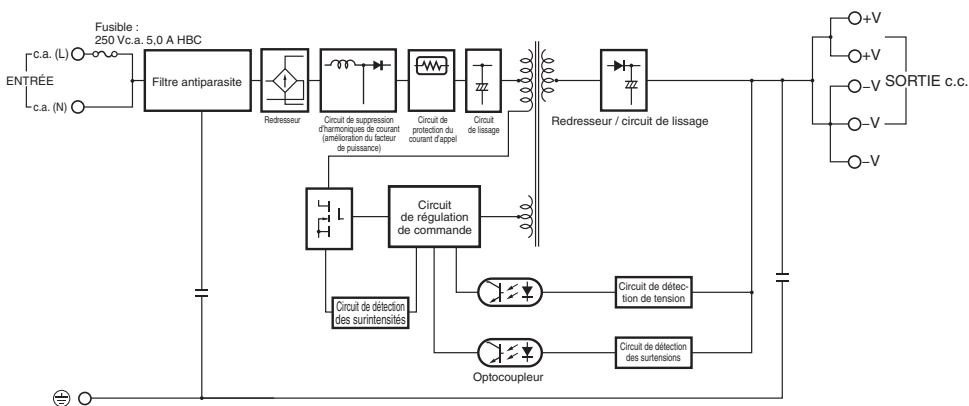 Fusible :
250 Vc.a. 5,0 A HBC
c.a. (L)
ENTRÉE
c.a. (N)
Filtre antiparasite
Redresseur
Circuit de suppression
d'harmoniques de courant
(amélioration du facteur
de puissance)
Circuit de
protection du
courant d'appel
Circuit
de lissage
Redresseur / circuit de lissage
+V
+V
–V
SORTIE c.c.
–V
–V
Circuit
de régulation
de commande
Circuit de détection
des surintensités
Circuit de détec-
tion de tension
Circuit de détection
des surtensions
Optocoupleur